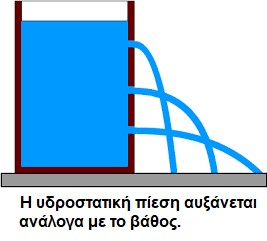 Η υδροστατική πίεση αυξάνεται
ανάλογα με το βάθος.